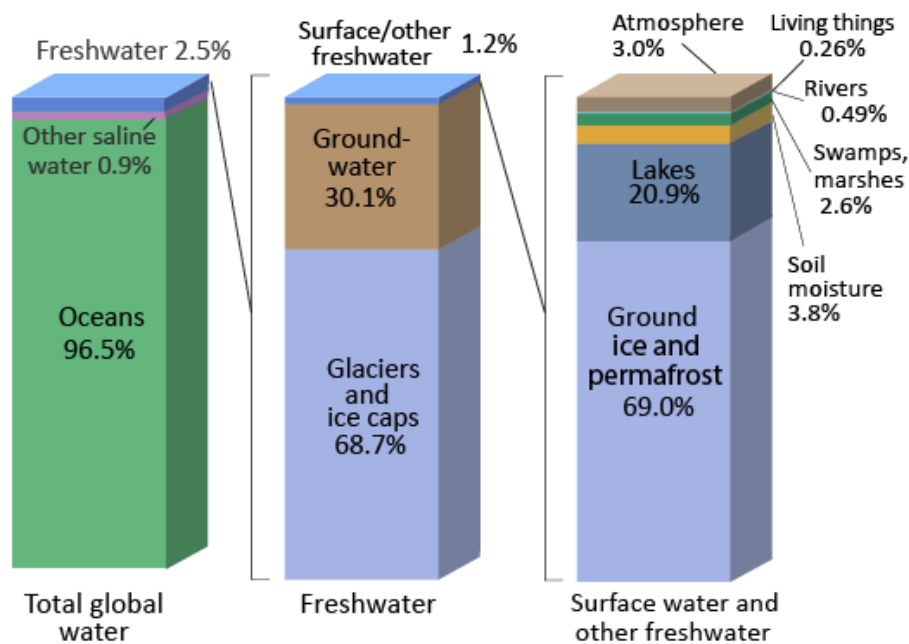 Freshwater 2.5%
Other saline
water 0.9%
Oceans
96.5%
Total global
water
Surface/other
freshwater
1.2%
Ground-
water
30.1%
Glaciers
and
ice caps
68.7%
Freshwater
Atmosphere
3.0%
Living things
0.26%
Rivers
0.49%
Swamps,
marshes
2.6%
Soil
moisture
3.8%
Lakes
20.9%
Ground
ice and
permafrost
69.0%
Surface water and
other freshwater